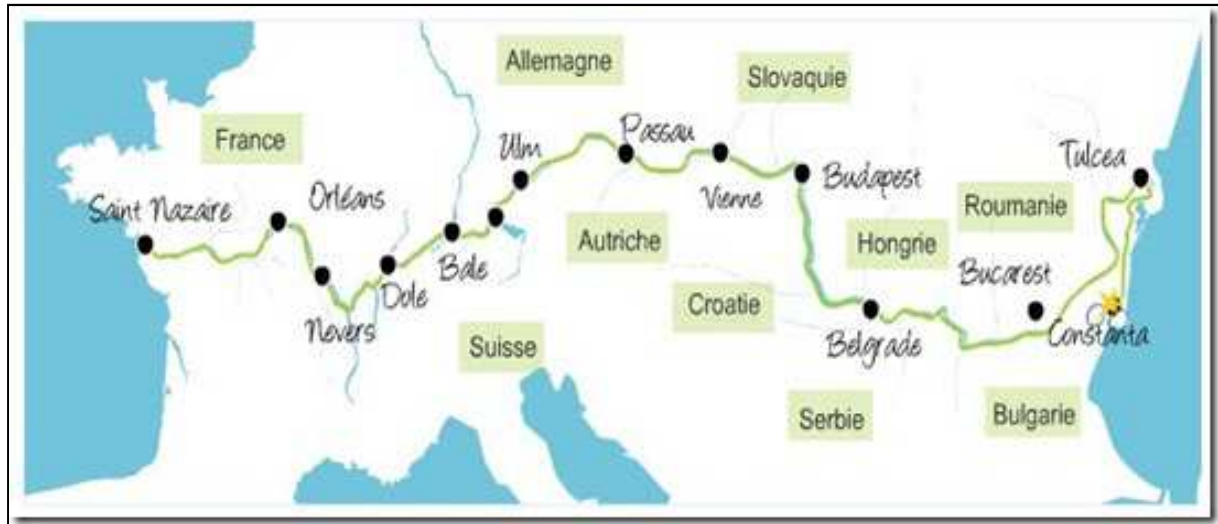 Allemagne
Slovaquie
France
Ulm
Passau
Tulcea
Saint Nazaire
Orléans
Vienne
Budapest
Roumanie
Autriche
Hongrie
Bale
Bucarest
Dole
Croatie
Nevers
Suisse
Belgrade
Constanta
Serbie
Bulgarie